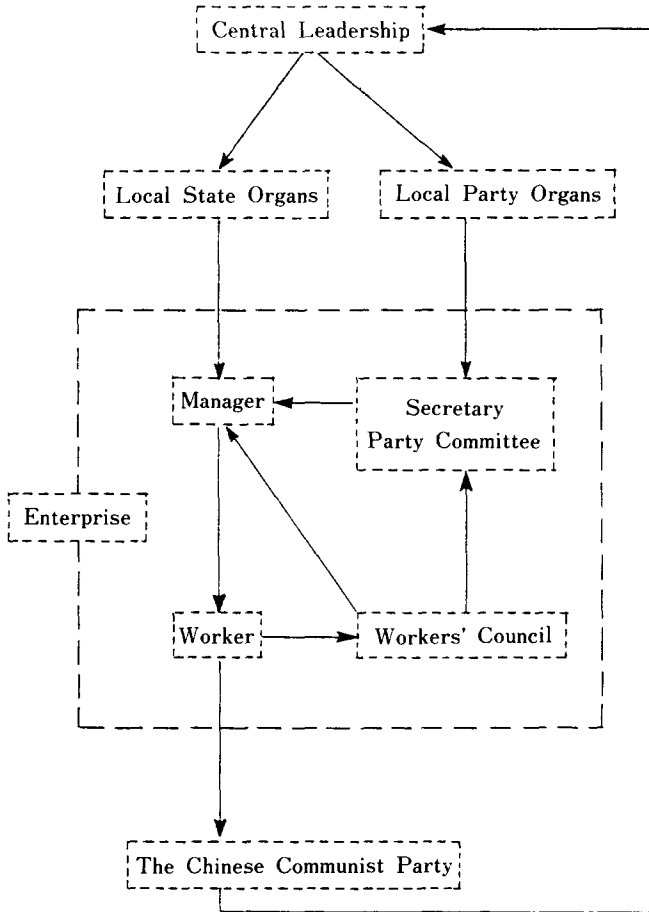 Central Leadership
Local State Organs
Local Party Organs
Manager
Secretary
Party Committee
Enterprise
Worker
Workers' Council
The Chinese Communist Party